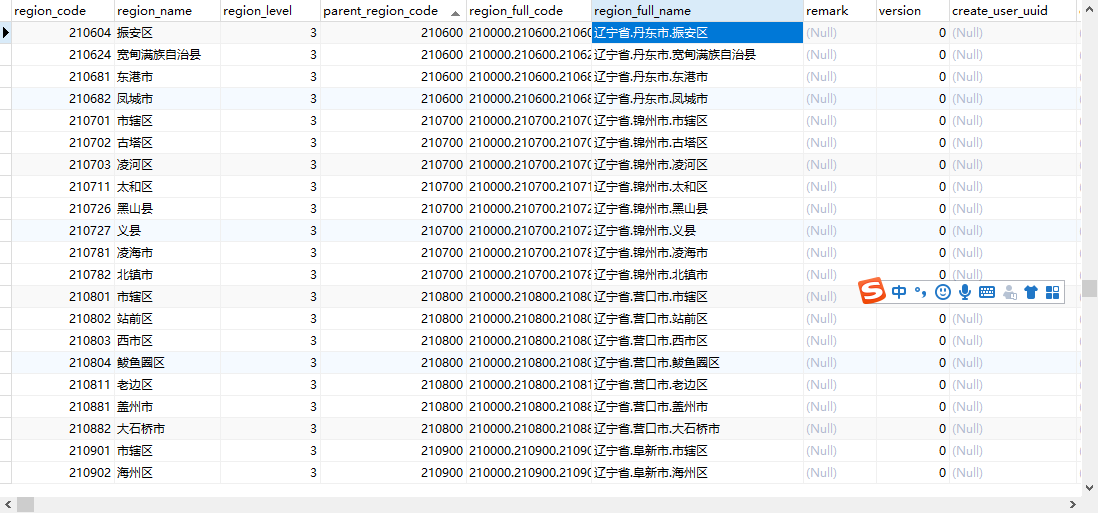 region_code region_name region_level parent_region_code region_full_code region_full_name remark version create_user_uuid
210604 振安区 3 210600 210000.210600.21060 辽宁省.丹东市.振安区 (Null) 0 (Null)
210624 宽甸满族自治县 3 210600 210000.210600.21062 辽宁省.丹东市.宽甸满族自治县 (Null) 0 (Null)
210681 东港市 3 210600 210000.210600.21068 辽宁省.丹东市.东港市 (Null) 0 (Null)
210682 凤城市 3 210600 210000.210600.21068 辽宁省.丹东市.凤城市 (Null) 0 (Null)
210701 市辖区 3 210700 210000.210700.21070 辽宁省.锦州市.市辖区 (Null) 0 (Null)
210702 古塔区 3 210700 210000.210700.21070 辽宁省.锦州市.古塔区 (Null) 0 (Null)
210703 凌河区 3 210700 210000.210700.21070 辽宁省.锦州市.凌河区 (Null) 0 (Null)
210711 太和区 3 210700 210000.210700.21071 辽宁省.锦州市.太和区 (Null) 0 (Null)
210726 黑山县 3 210700 210000.210700.21072 辽宁省.锦州市.黑山县 (Null) 0 (Null)
210727 义县 3 210700 210000.210700.21072 辽宁省.锦州市.义县 (Null) 0 (Null)
210781 凌海市 3 210700 210000.210700.21078 辽宁省.锦州市.凌海市 (Null) 0 (Null)
210782 北镇市 3 210700 210000.210700.21078 辽宁省.锦州市.北镇市 (Null)
210801 市辖区 3 210800 210000.210800.21080 辽宁省.营口市.市辖区 (Null) 中
210802 站前区 3 210800 210000.210800.21080 辽宁省.营口市.站前区 (Null) 0 (Null)
210803 西市区 3 210800 210000.210800.21080 辽宁省.营口市.西市区 (Null) 0 (Null)
210804 鲅鱼圈区 3 210800 210000.210800.21080 辽宁省.营口市.鲅鱼圈区 (Null) 0 (Null)
210811 老边区 3 210800 210000.210800.21081 辽宁省.营口市.老边区 (Null) 0 (Null)
210881 盖州市 3 210800 210000.210800.21088 辽宁省.营口市.盖州市 (Null) 0 (Null)
210882 大石桥市 3 210800 210000.210800.21088 辽宁省.营口市.大石桥市 (Null) 0 (Null)
210901 市辖区 3 210900 210000.210900.21090 辽宁省.阜新市.市辖区 (Null) 0 (Null)
210902 海州区 3 210900 210000.210900.21090 辽宁省.阜新市.海州区 (Null) 0 (Null)